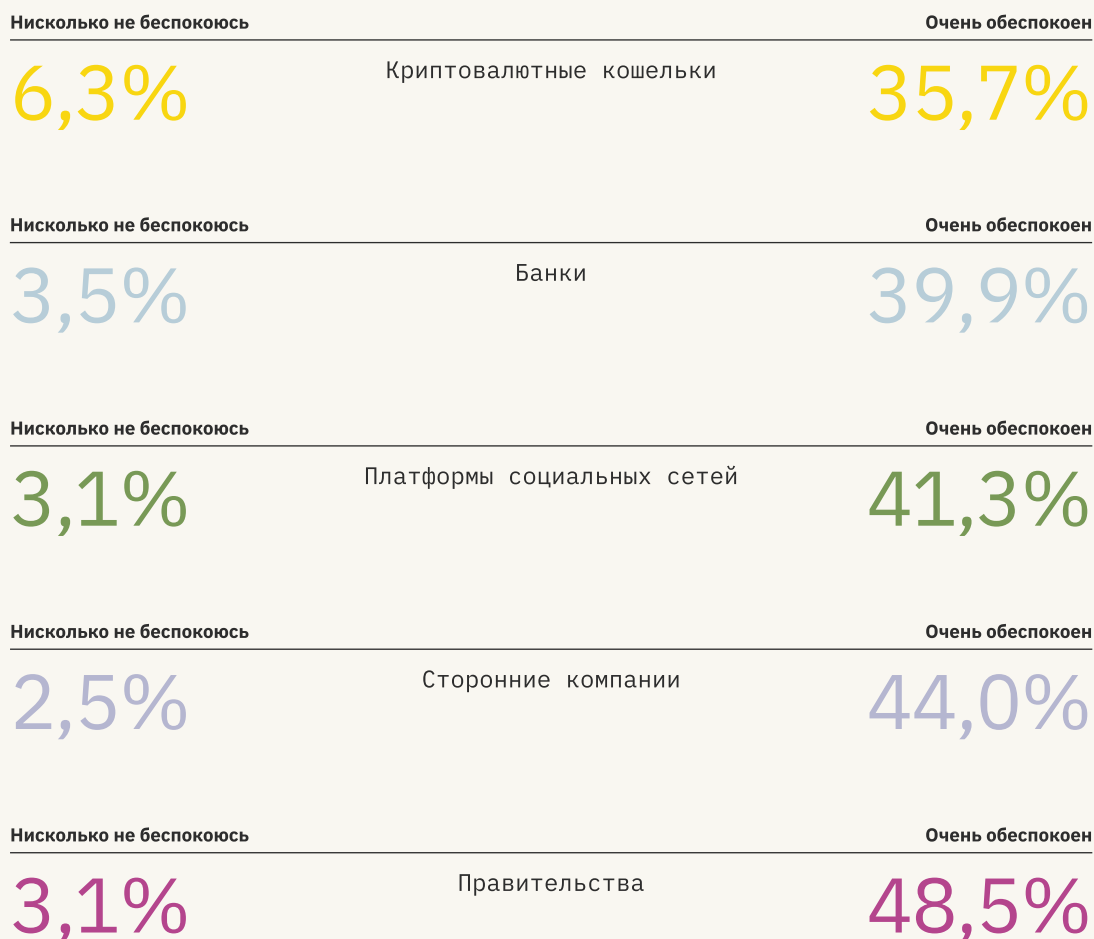 Нисколько не беспокоюсь Очень обеспокоен
6,3% Криптовалютные кошельки 35,7%
Нисколько не беспокоюсь Очень обеспокоен
3,5% Банки 39,9%
Нисколько не беспокоюсь Очень обеспокоен
3,1% Платформы социальных сетей 41,3%
Нисколько не беспокоюсь Очень обеспокоен
2,5% Сторонние компании 44,0%
Нисколько не беспокоюсь Очень обеспокоен
3,1% Правительства 48,5%